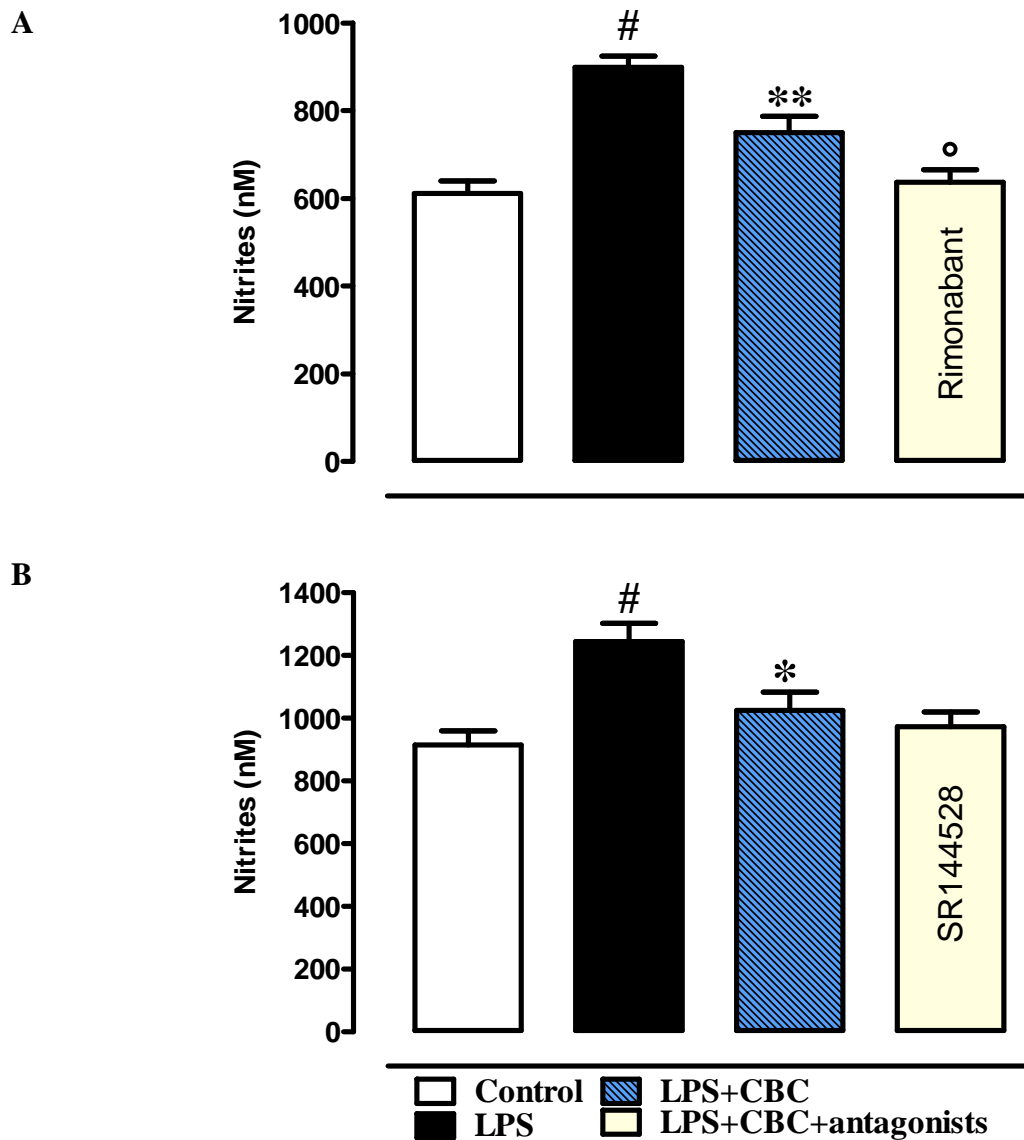 A
Nitrites (nM)
1000
800
600
400
200
0
#
**
°
Rimonabant
B
Nitrites (nM)
1400
1200
1000
800
600
400
200
0
#
*
SR144528
Control
LPS+CBC
LPS
LPS+CBC+antagonists